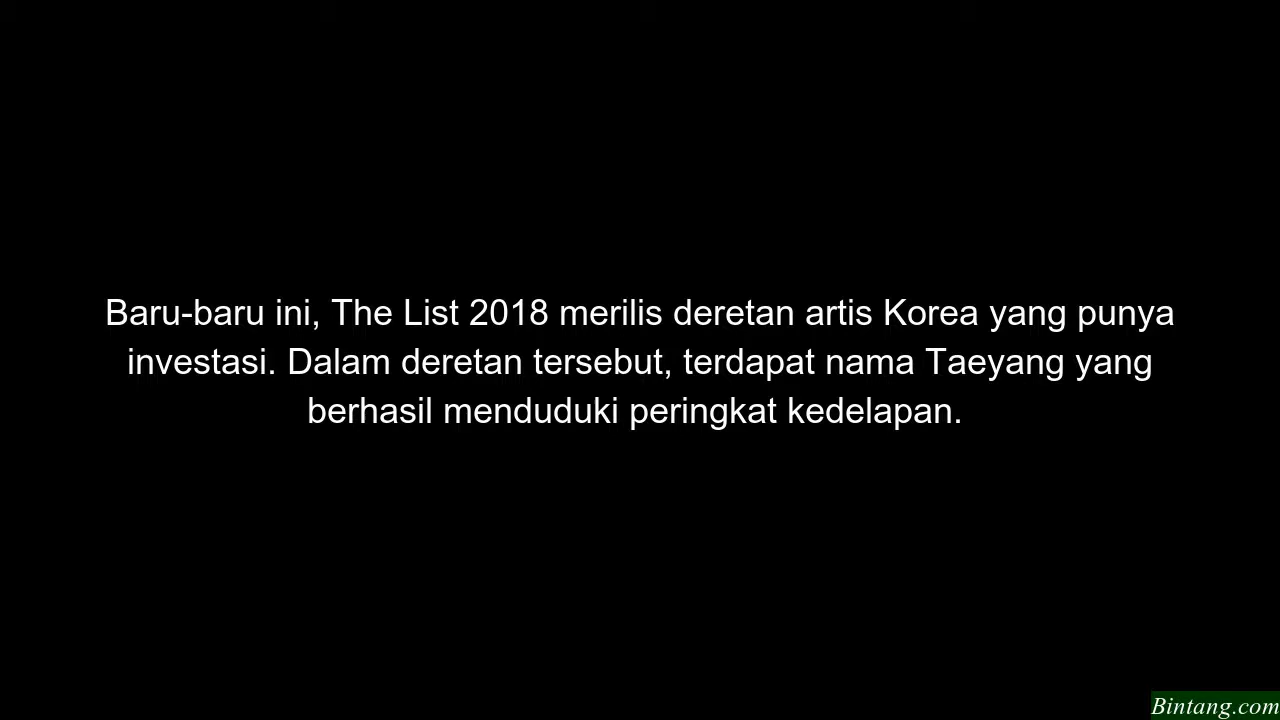 Baru-baru ini, The List 2018 merilis deretan artis Korea yang punya
investasi. Dalam deretan tersebut, terdapat nama Taeyang yang
berhasil menduduki peringkat kedelapan.
Bintang.com